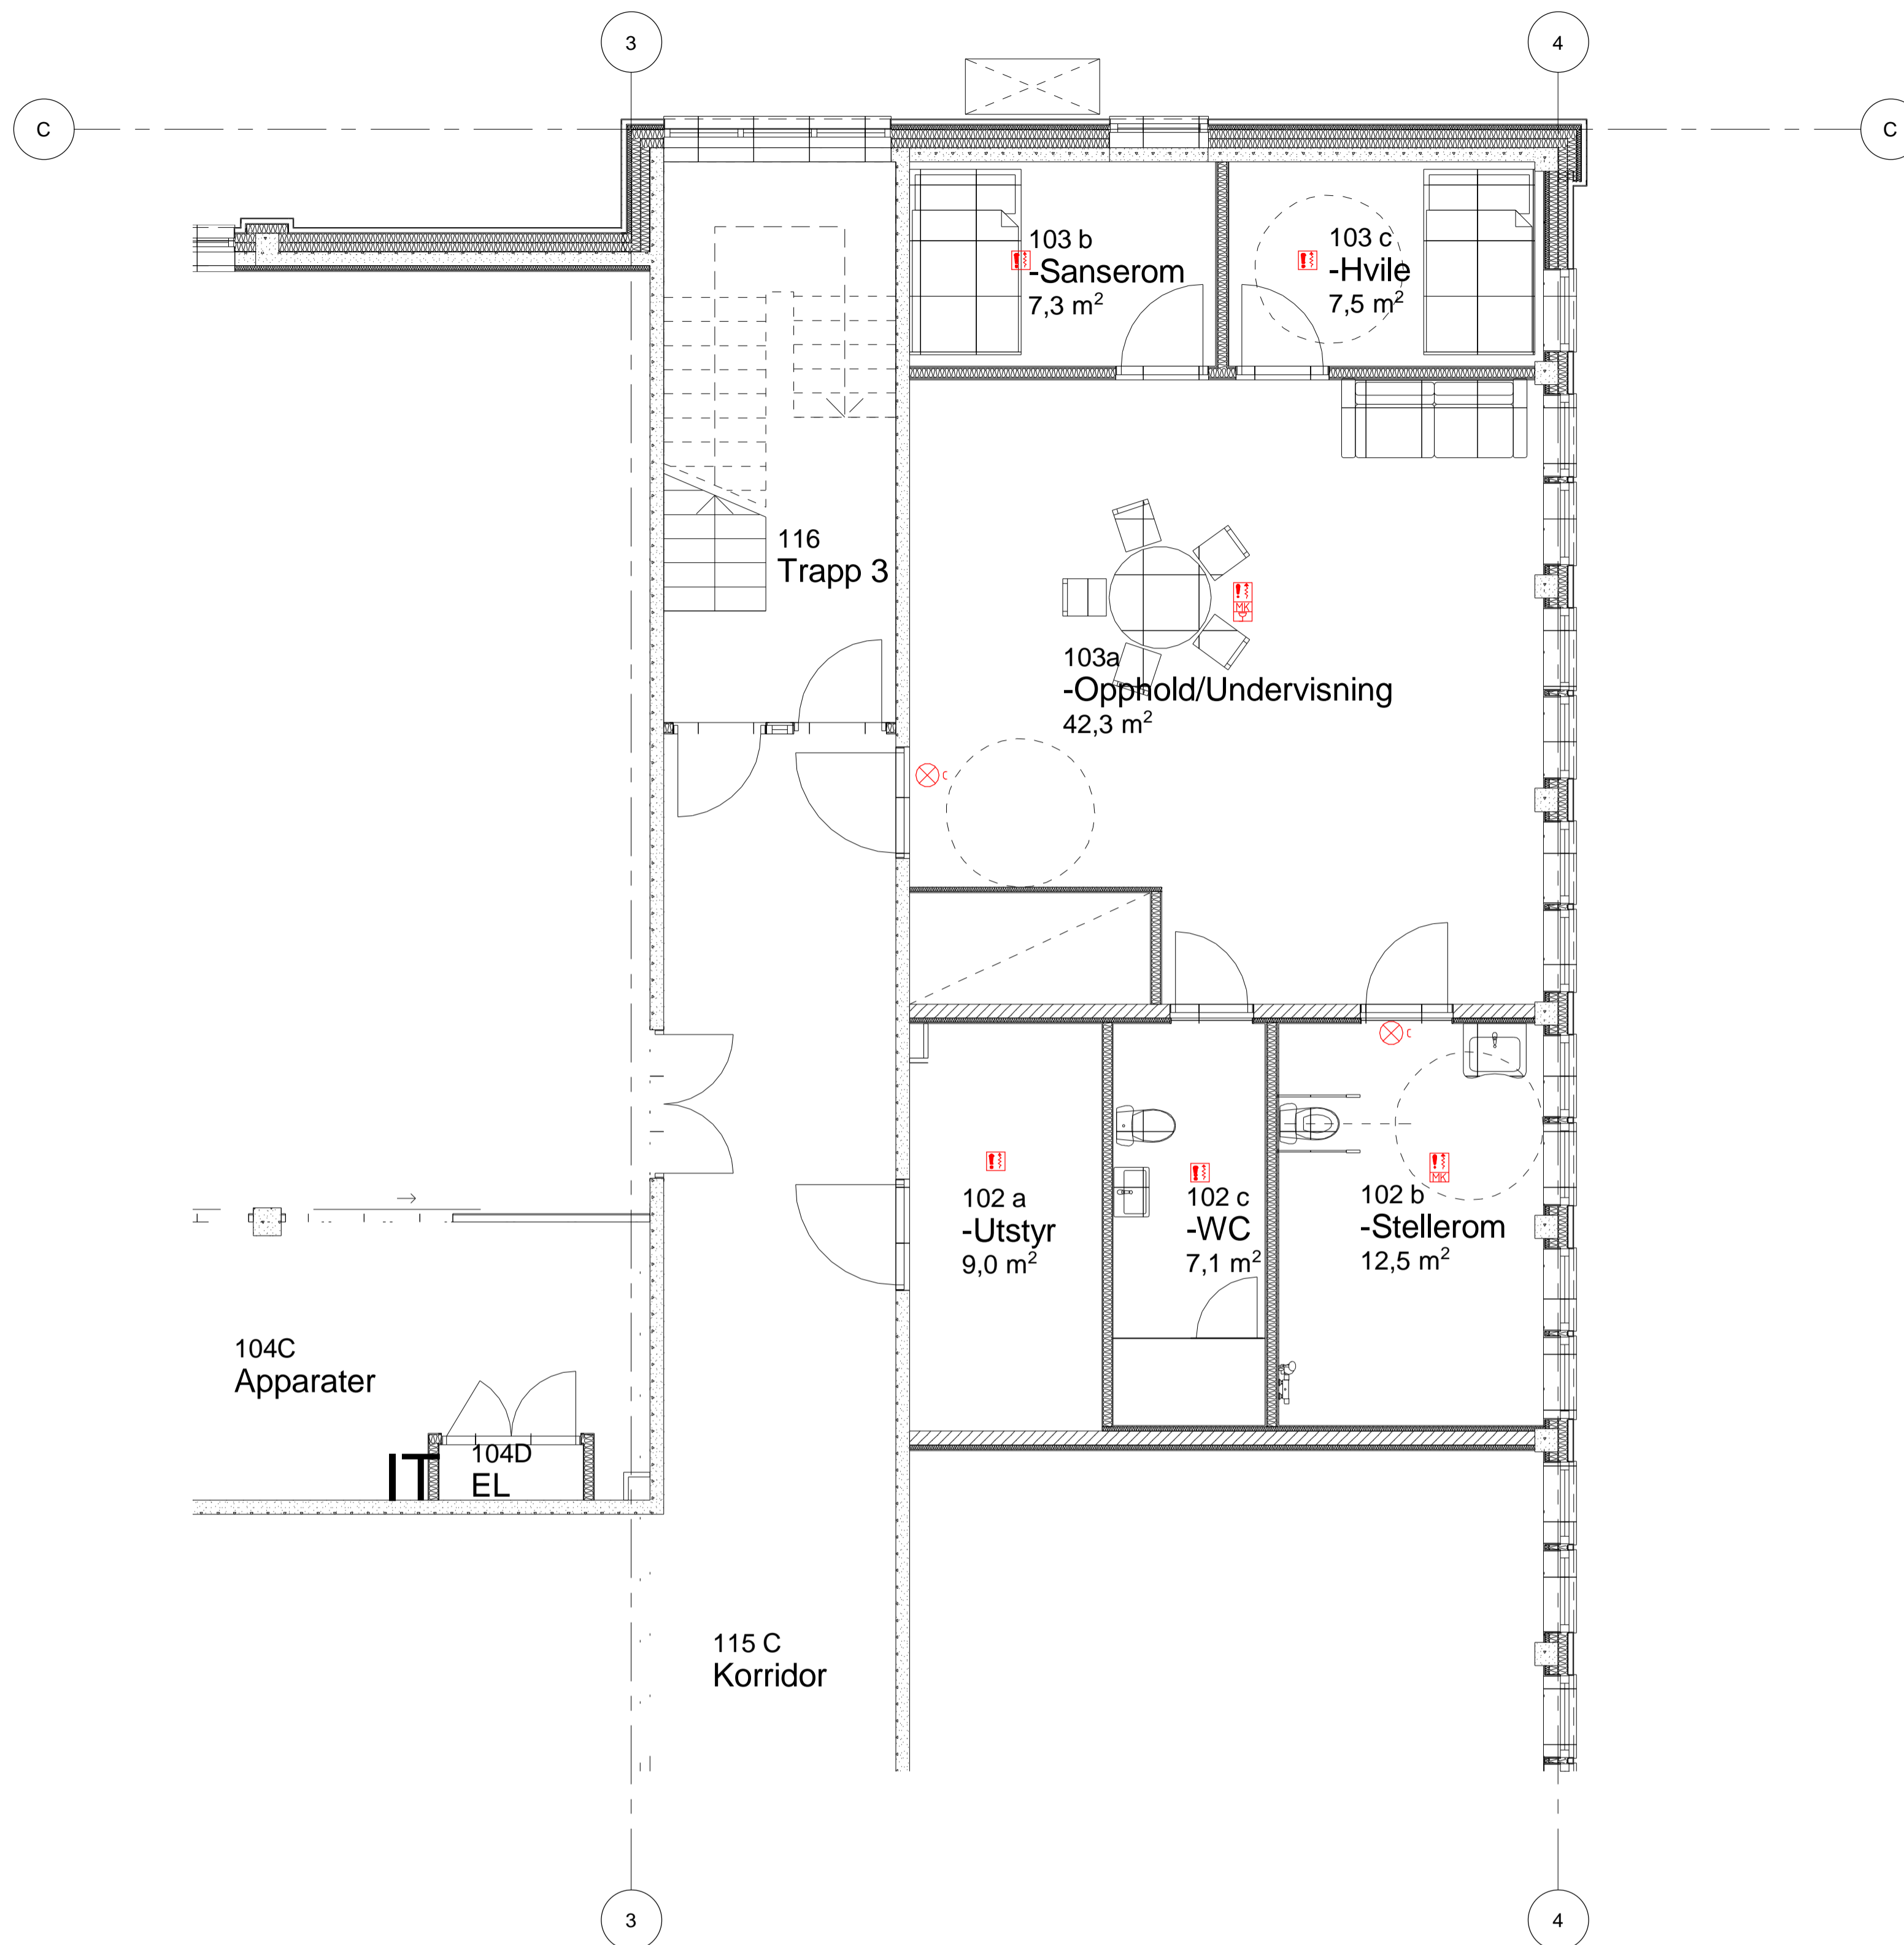 3
4
C
C
103 b
-Sanserom
7,3 m²
103 c
-Hvile
7,5 m²
116
Trapp 3
MK
103a
-Opphold/Undervisning
42,3 m²
C
C
102 a
-Utstyr
9,0 m²
102 c
-WC
7,1 m²
MK
102 b
-Stellerom
12,5 m²
104C
Apparater
IT
104D
EL
115 C
Korridor
3
4